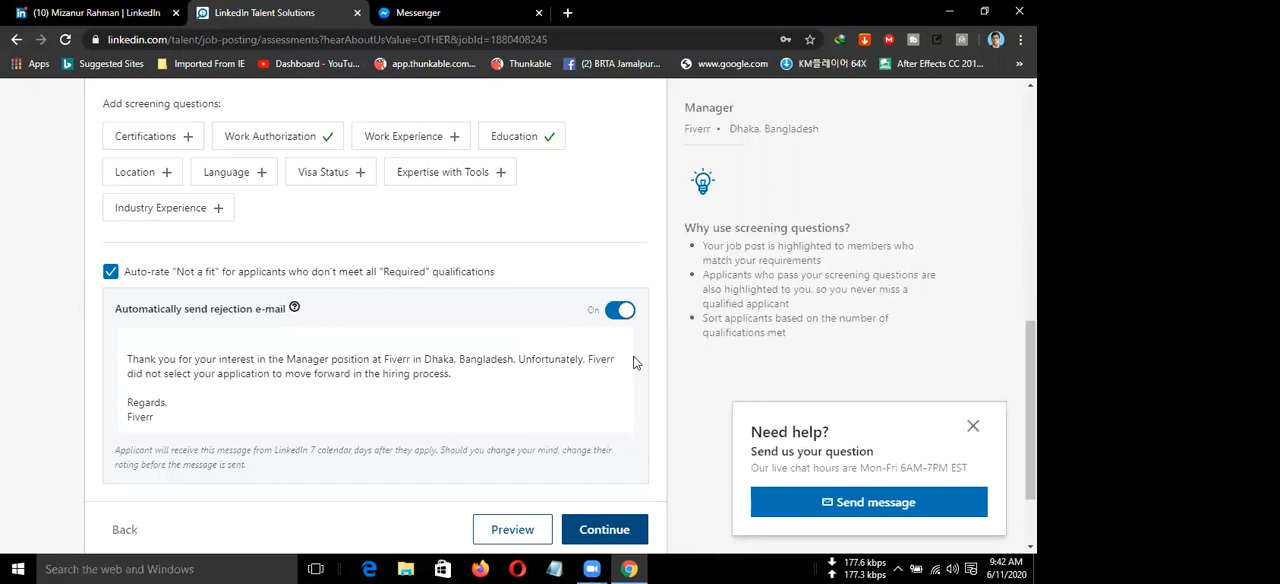 (10) Mizanur Rahman | LinkedIn
LinkedIn Talent Solutions
Messenger
linkedin.com/talent/job-posting/assessments?hearAboutUsValue=OTHER&jobId=1880408245
Apps
Suggested Sites
Imported From IE
Dashboard - YouTu...
app.thunkable.com...
Thunkable
(2) BRTA Jamalpur...
www.google.com
KM플레이어 64X
After Effects CC 201...
»
Add screening questions:
Certifications +
Work Authorization
Work Experience +
Education
Location +
Language +
Visa Status +
Expertise with Tools +
Industry Experience +
Auto-rate "Not a fit" for applicants who don't meet all "Required" qualifications
Automatically send rejection e-mail
On
Thank you for your interest in the Manager position at Fiverr in Dhaka, Bangladesh. Unfortunately, Fiverr
did not select your application to move forward in the hiring process.
Regards,
Fiverr
Applicant will receive this message from LinkedIn 7 calendar days after they apply. Should you change your mind, change their
rating before the message is sent.
Back
Preview
Continue
Manager
Fiverr • Dhaka, Bangladesh
Why use screening questions?
• Your job post is highlighted to members who
match your requirements
• Applicants who pass your screening questions are
also highlighted to you, so you never miss a
qualified applicant
• Sort applicants based on the number of
qualifications met
Need help?
Send us your question
Our live chat hours are Mon-Fri 6AM-7PM EST
Send message
Search the web and Windows
177.6 kbps
177.3 kbps
9:42 AM
6/11/2020